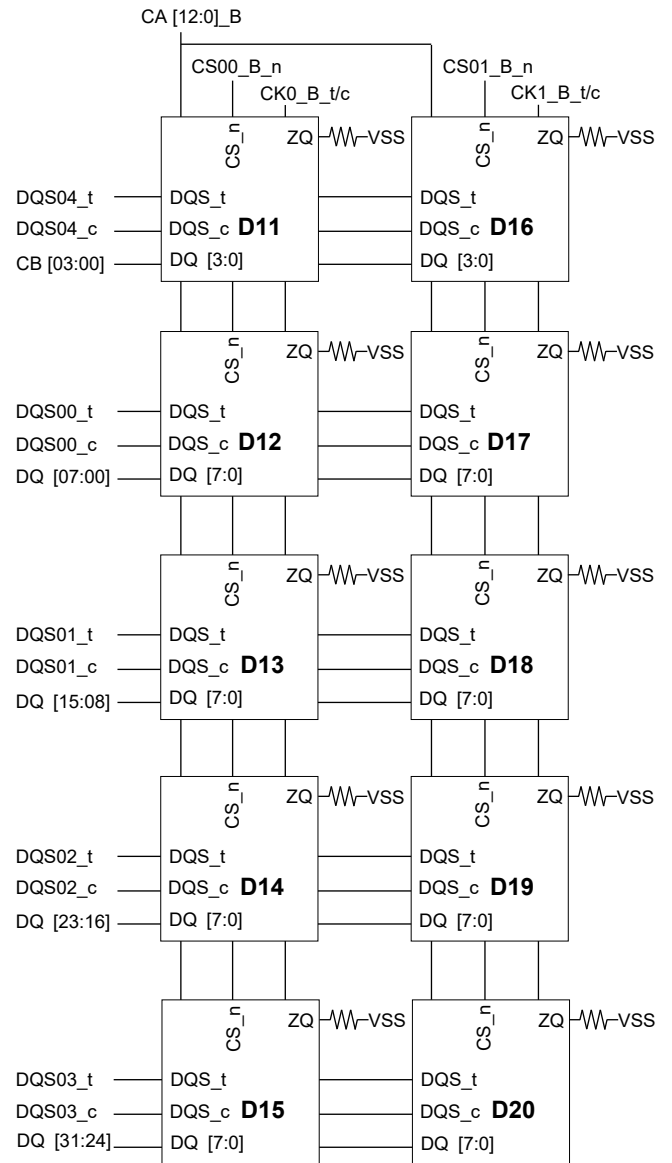 CA [12:0]_B
CS00_B_n CS01_B_n
CK0_B_t/c CK1_B_t/c
CS_n ZQ VSS CS_n ZQ VSS
DQS04_t DQS_t DQS_t
DQS04_c DQS_c D11 DQS_c D16
CB [03:00] DQ [3:0] DQ [3:0]
CS_n ZQ VSS CS_n ZQ VSS
DQS00_t DQS_t DQS_t
DQS00_c DQS_c D12 DQS_c D17
DQ [07:00] DQ [7:0] DQ [7:0]
CS_n ZQ VSS CS_n ZQ VSS
DQS01_t DQS_t DQS_t
DQS01_c DQS_c D13 DQS_c D18
DQ [15:08] DQ [7:0] DQ [7:0]
CS_n ZQ VSS CS_n ZQ VSS
DQS02_t DQS_t DQS_t
DQS02_c DQS_c D14 DQS_c D19
DQ [23:16] DQ [7:0] DQ [7:0]
CS_n ZQ VSS CS_n ZQ VSS
DQS03_t DQS_t DQS_t
DQS03_c DQS_c D15 DQS_c D20
DQ [31:24] DQ [7:0] DQ [7:0]